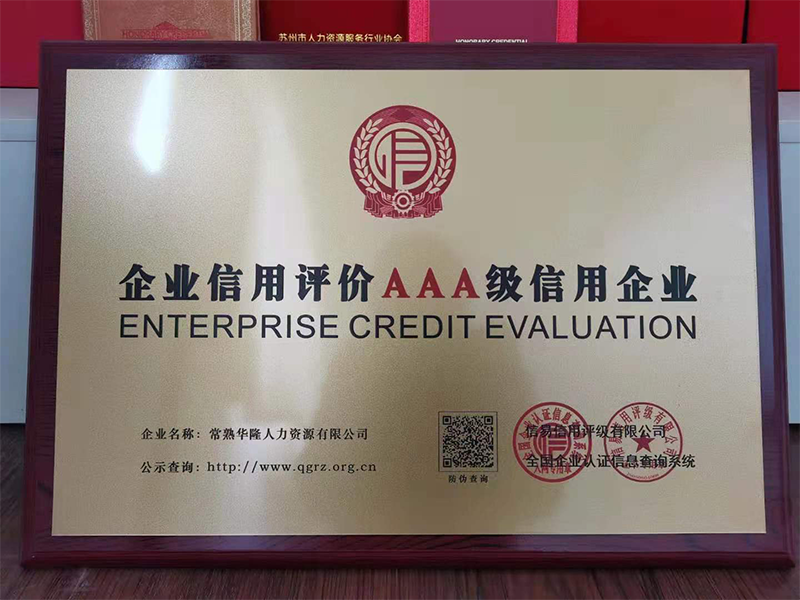 苏州市人力资源服务行业协会
HONORARY CREDENTIAL
信
企业信用评价AAA级信用企业
ENTERPRISE CREDIT EVALUATION
企业名称：常熟华隆人力资源有限公司
公示查询：http://www.qgrz.org.cn
防伪查询
信易信用评级有限公司
全国企业认证信息查询系统